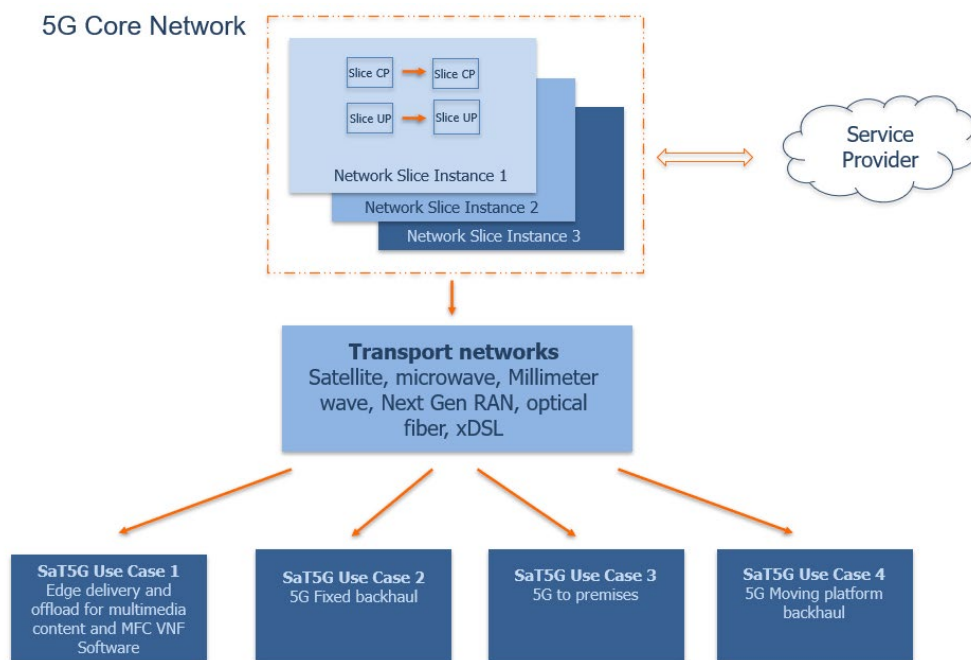 5G Core Network
Slice CP
Slice CP
Slice UP
Slice UP
Network Slice Instance 1
Network Slice Instance 2
Network Slice Instance 3
Service
Provider
Transport networks
Satellite, microwave, Millimeter
wave, Next Gen RAN, optical
fiber, xDSL
SaT5G Use Case 1
Edge delivery and
offload for multimedia
content and MFC VNF
Software
SaT5G Use Case 2
5G Fixed backhaul
SaT5G Use Case 3
5G to premises
SaT5G Use Case 4
5G Moving platform
backhaul